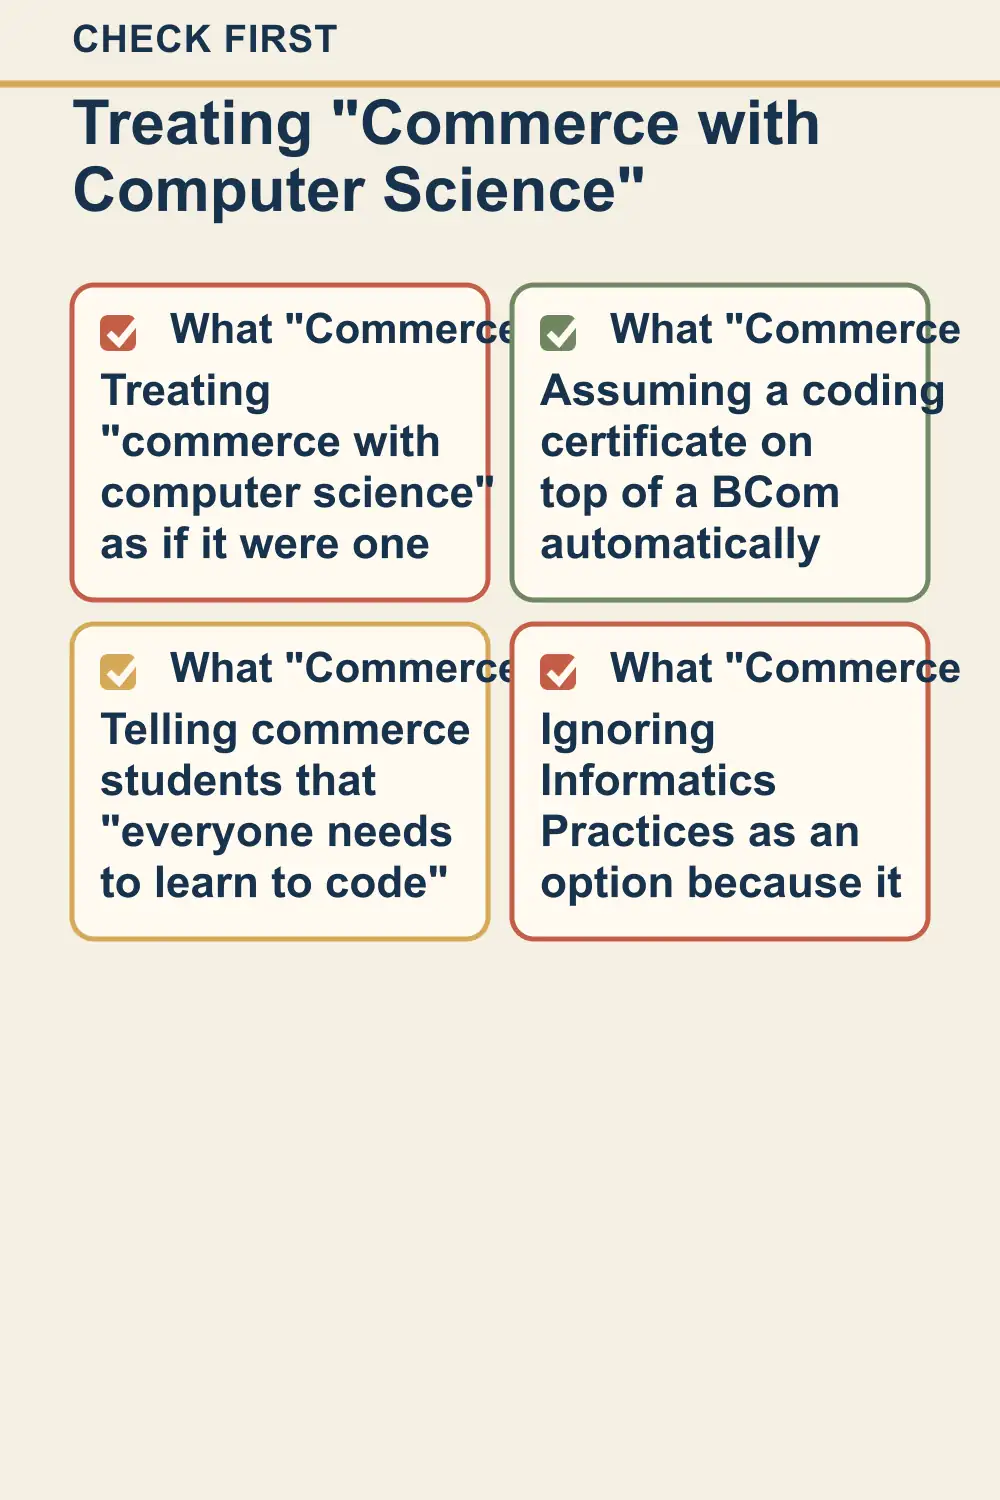 CHECK FIRST
Treating "Commerce with
Computer Science"
What "Commerce
Treating
"commerce with
computer science"
as if it were one
What "Commerce
Assuming a coding
certificate on
top of a BCom
automatically
What "Commerce
Telling commerce
students that
"everyone needs
to learn to code"
What "Commerce
Ignoring
Informatics
Practices as an
option because it